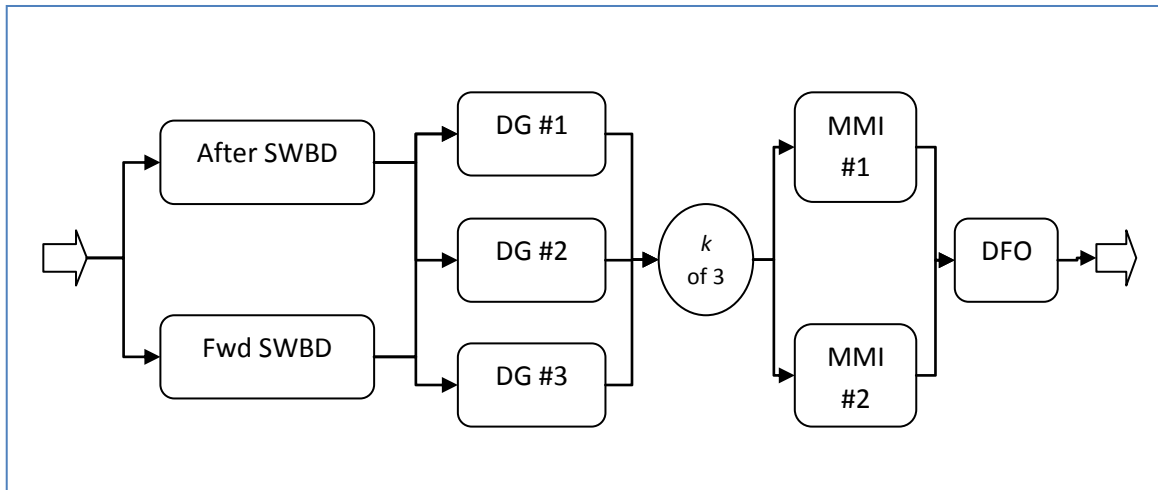 After SWBD
Fwd SWBD
DG #1
DG #2
DG #3
k
of 3
MMI
#1
MMI
#2
DFO